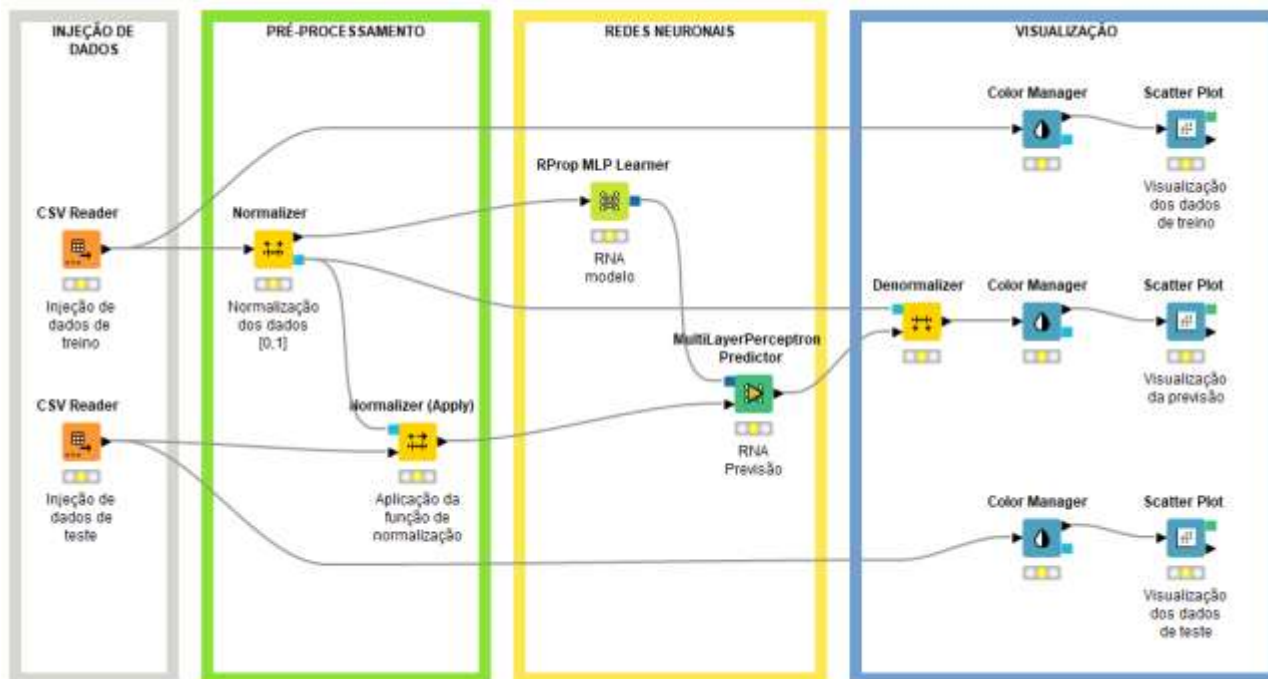 INJEÇÃO DE
DADOS
PRÉ-PROCESSAMENTO
REDES NEURONAIS
VISUALIZAÇÃO
Color Manager
Scatter Plot
Visualização
dos dados
de treino
RProp MLP Learner
RNA
modelo
CSV Reader
Injeção de
dados de
treino
Normalizer
Normalização
dos dados
[0,1]
Denormalizer
Color Manager
Scatter Plot
Visualização
da previsão
MultiLayerPerceptron
Predictor
RNA
Previsão
CSV Reader
Injeção de
dados de
teste
Normalizer (Apply)
Aplicação da
função de
normalização
Color Manager
Scatter Plot
Visualização
dos dados
de teste